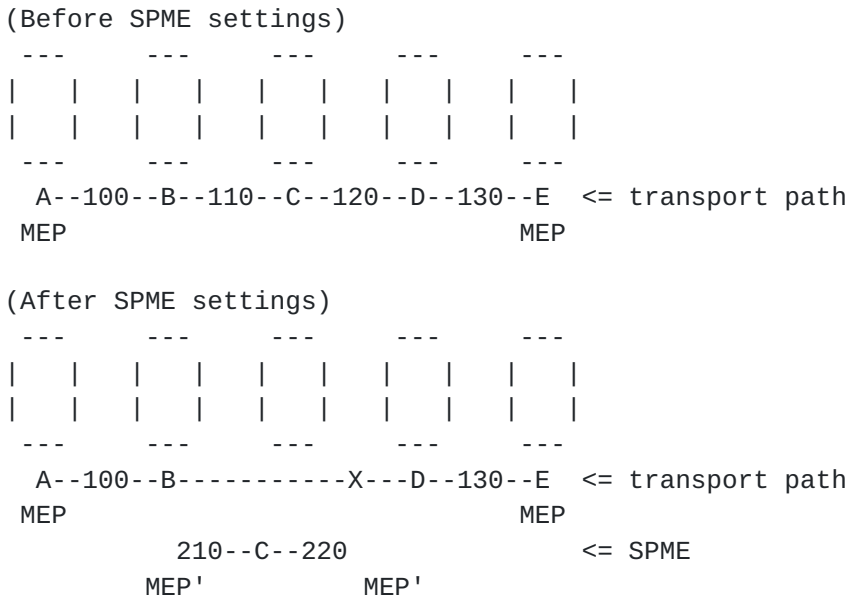 (Before SPME settings)
 ---     ---     ---     ---     ---
|   |   |   |   |   |   |   |   |   |
|   |   |   |   |   |   |   |   |   |
 ---     ---     ---     ---     ---
  A--100--B--110--C--120--D--130--E  <= transport path
 MEP                             MEP

(After SPME settings)
 ---     ---     ---     ---     ---
|   |   |   |   |   |   |   |   |   |
|   |   |   |   |   |   |   |   |   |
 ---     ---     ---     ---     ---
  A--100--B-----------X---D--130--E  <= transport path
 MEP                             MEP
           210--C--220               <= SPME
         MEP'          MEP'